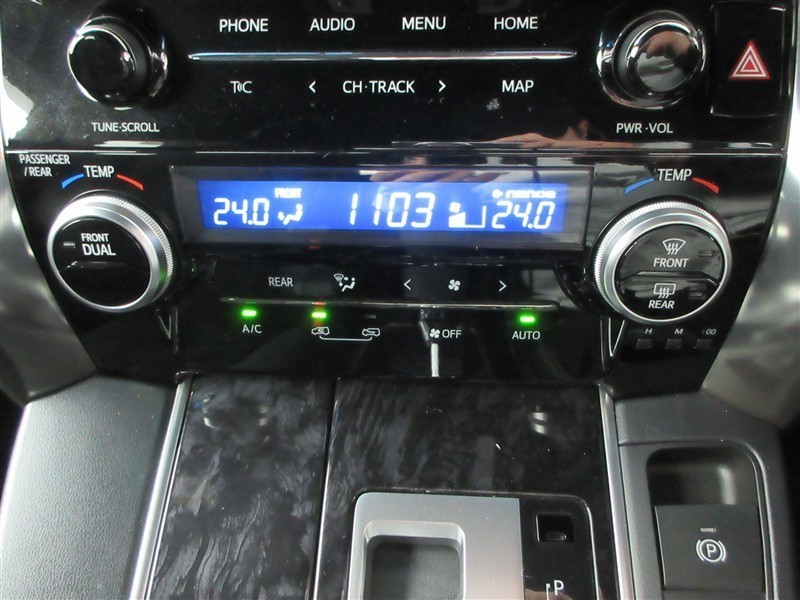 PHONE AUDIO MENU HOME
CH·TRACK MAP
TUNE·SCROLL PWR·VOL
PASSENGER
/REAR
TEMP TEMP
FRONT
24.0 1103 24.0
FRONT
DUAL
FRONT
REAR
REAR
A/C OFF AUTO
H M :00
P
P